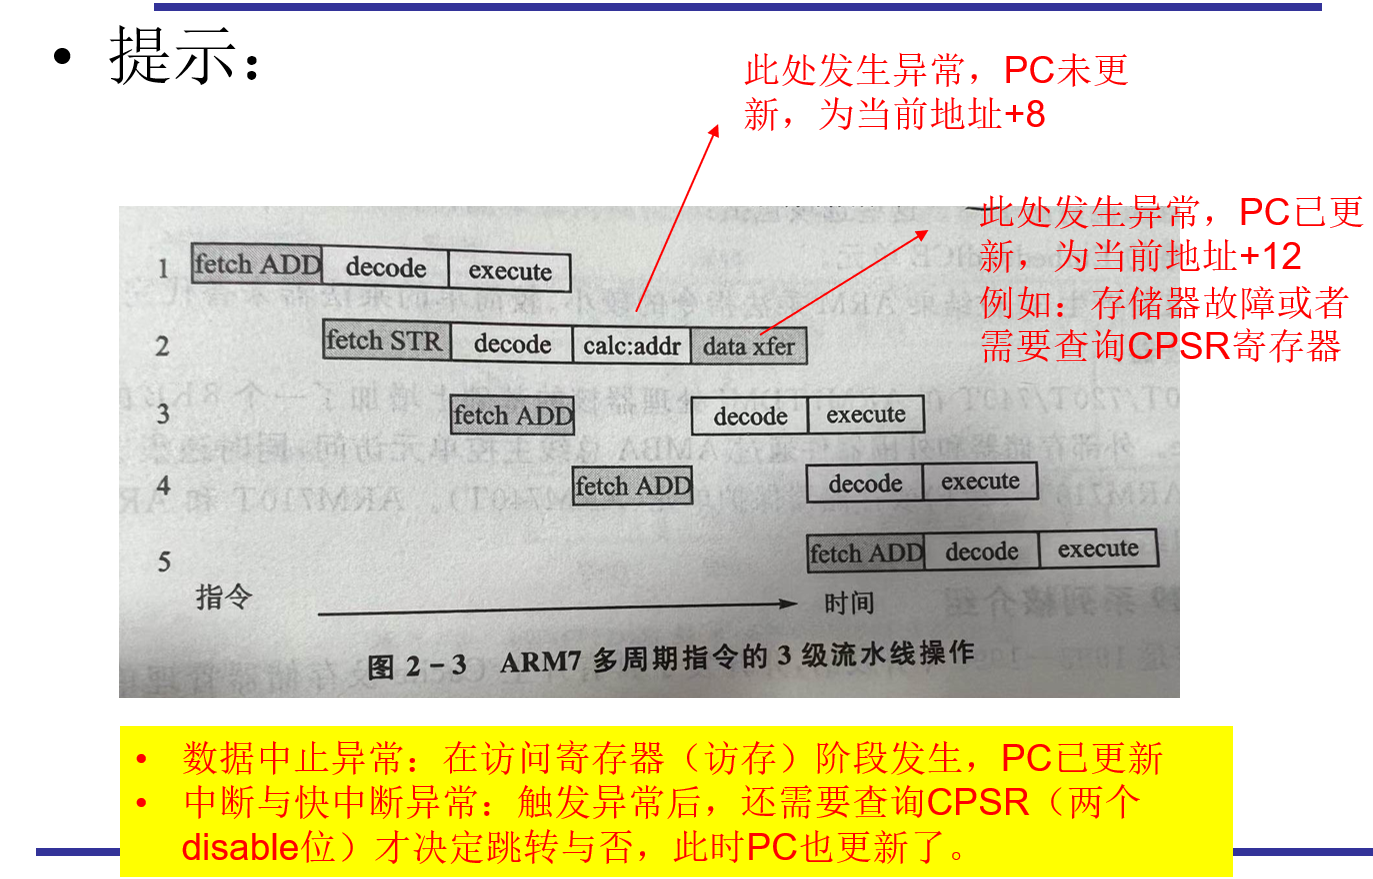 • 提示：
此处发生异常，PC未更
新，为当前地址+8
此处发生异常，PC已更
新，为当前地址+12
例如：存储器故障或者
需要查询CPSR寄存器
1 fetch ADD decode execute
2 fetch STR decode calc:addr data xfer
3 fetch ADD decode execute
4 fetch ADD decode execute
5 fetch ADD decode execute
指令 时间
图 2-3 ARM7 多周期指令的 3 级流水线操作
• 数据中止异常：在访问寄存器（访存）阶段发生，PC已更新
• 中断与快中断异常：触发异常后，还需要查询CPSR（两个
disable位）才决定跳转与否，此时PC也更新了。